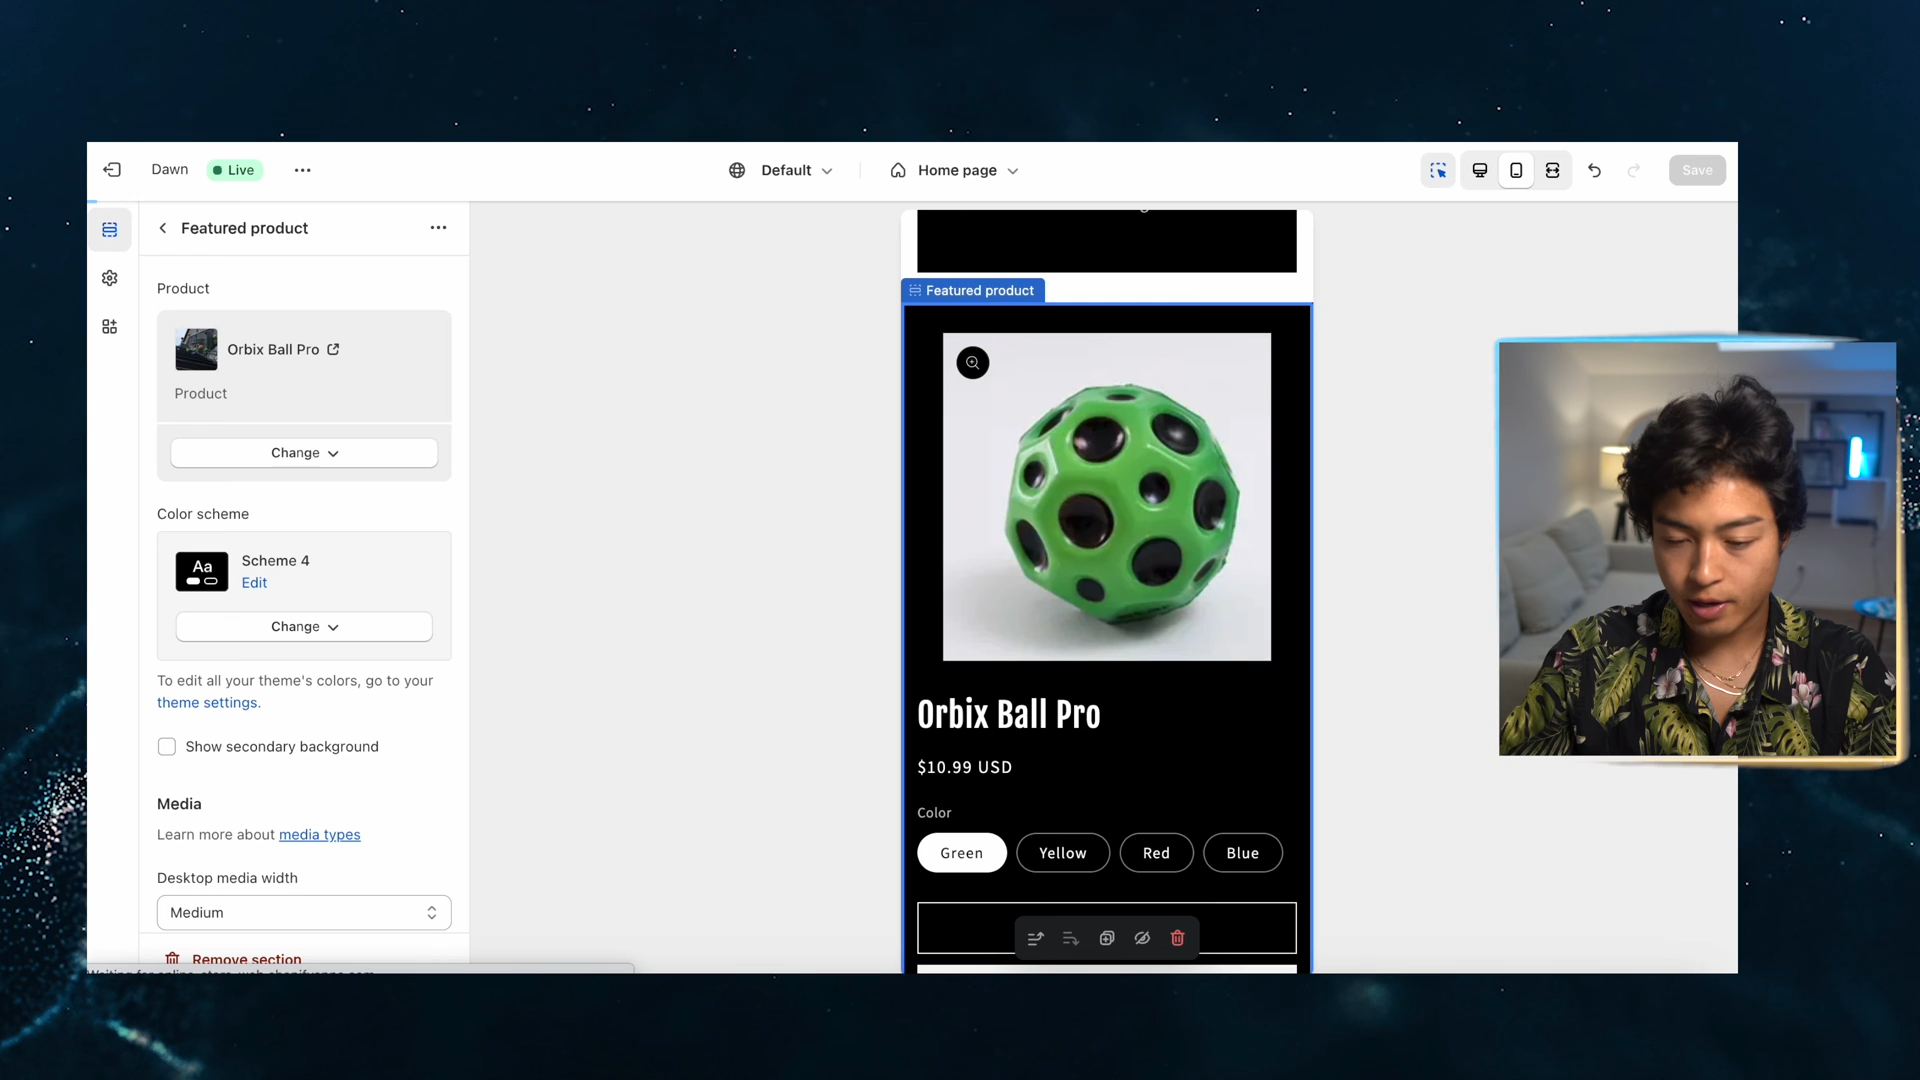 Dawn
Live
Default
Home page
Save
Featured product
Product
Orbix Ball Pro
Product
Change
Color scheme
Aa
Scheme 4
Edit
Change
To edit all your theme's colors, go to your
theme settings.
Show secondary background
Media
Learn more about media types
Desktop media width
Medium
Remove section
Featured product
Orbix Ball Pro
$10.99 USD
Color
Green
Yellow
Red
Blue